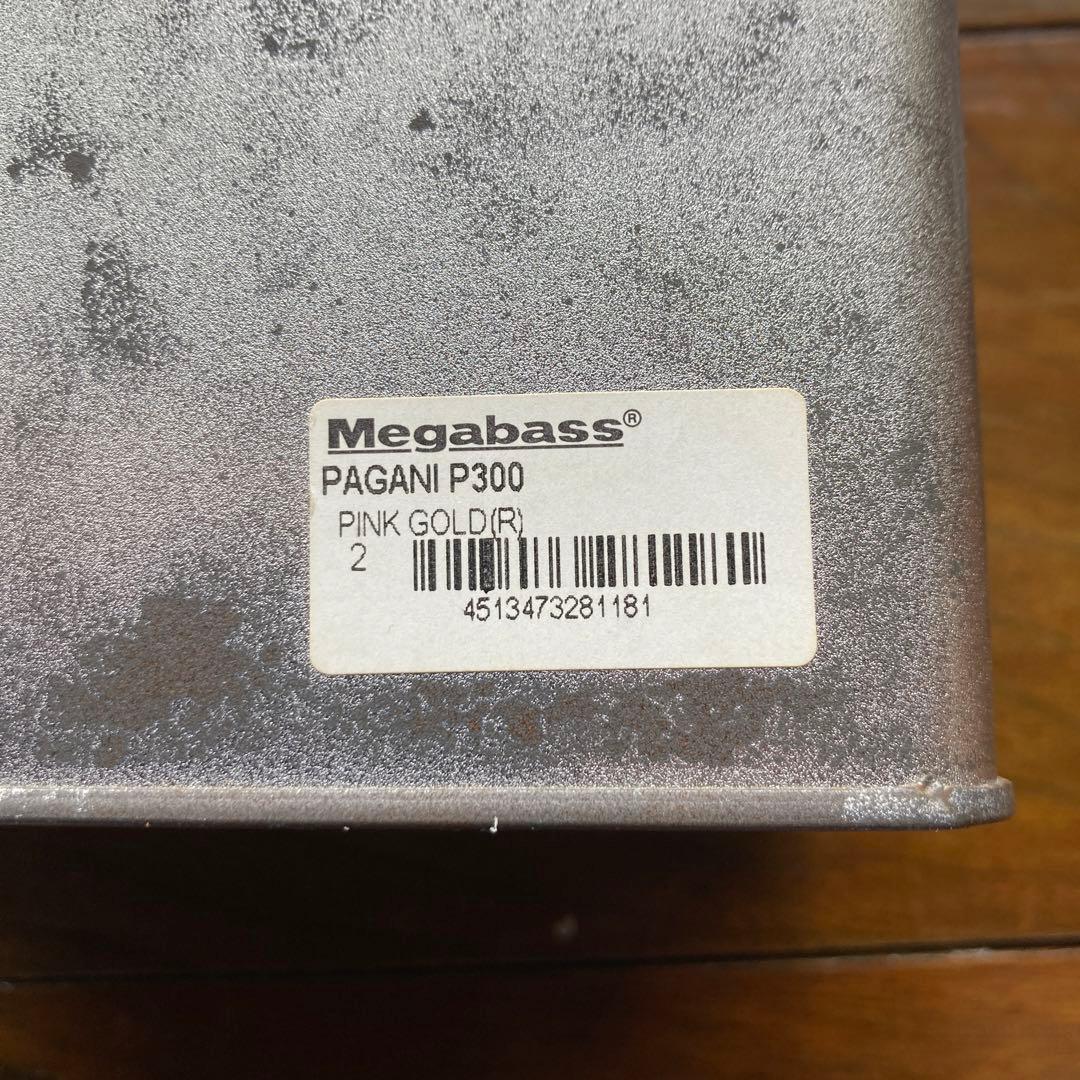 Megabass®
PAGANI P300
PINK GOLD(R)
2
4513473281181